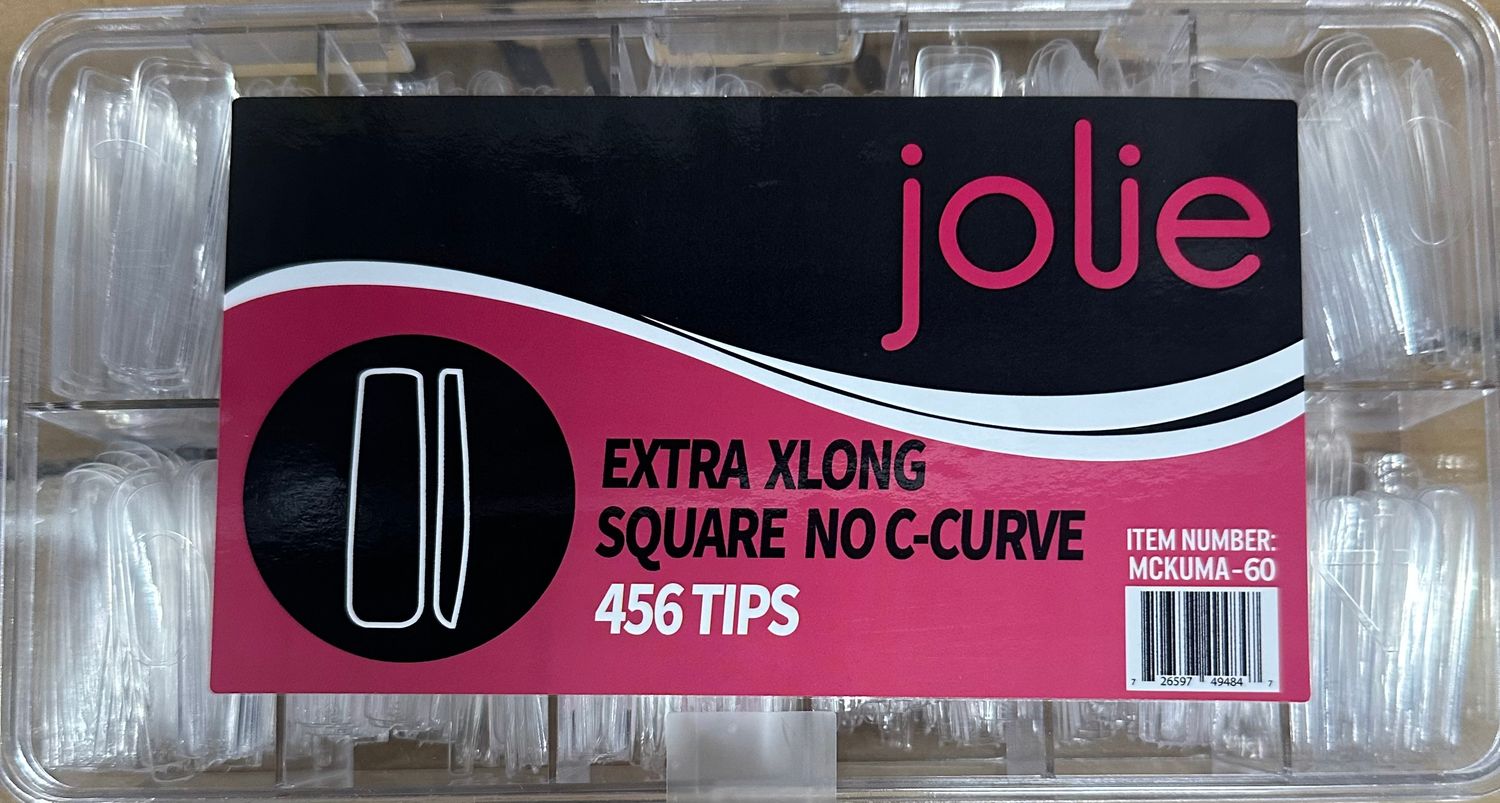 jolie
EXTRA XLONG
SQUARE NO C-CURVE
456 TIPS
ITEM NUMBER:
MCKUMA-60
7 26597 49484 7